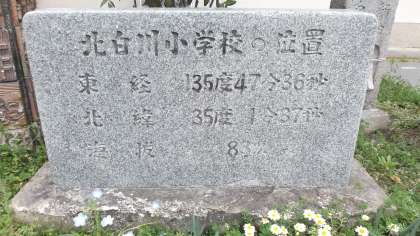 北白川小学校の位置
東経 135度47分36秒
北緯 35度 1分37秒
海抜 83